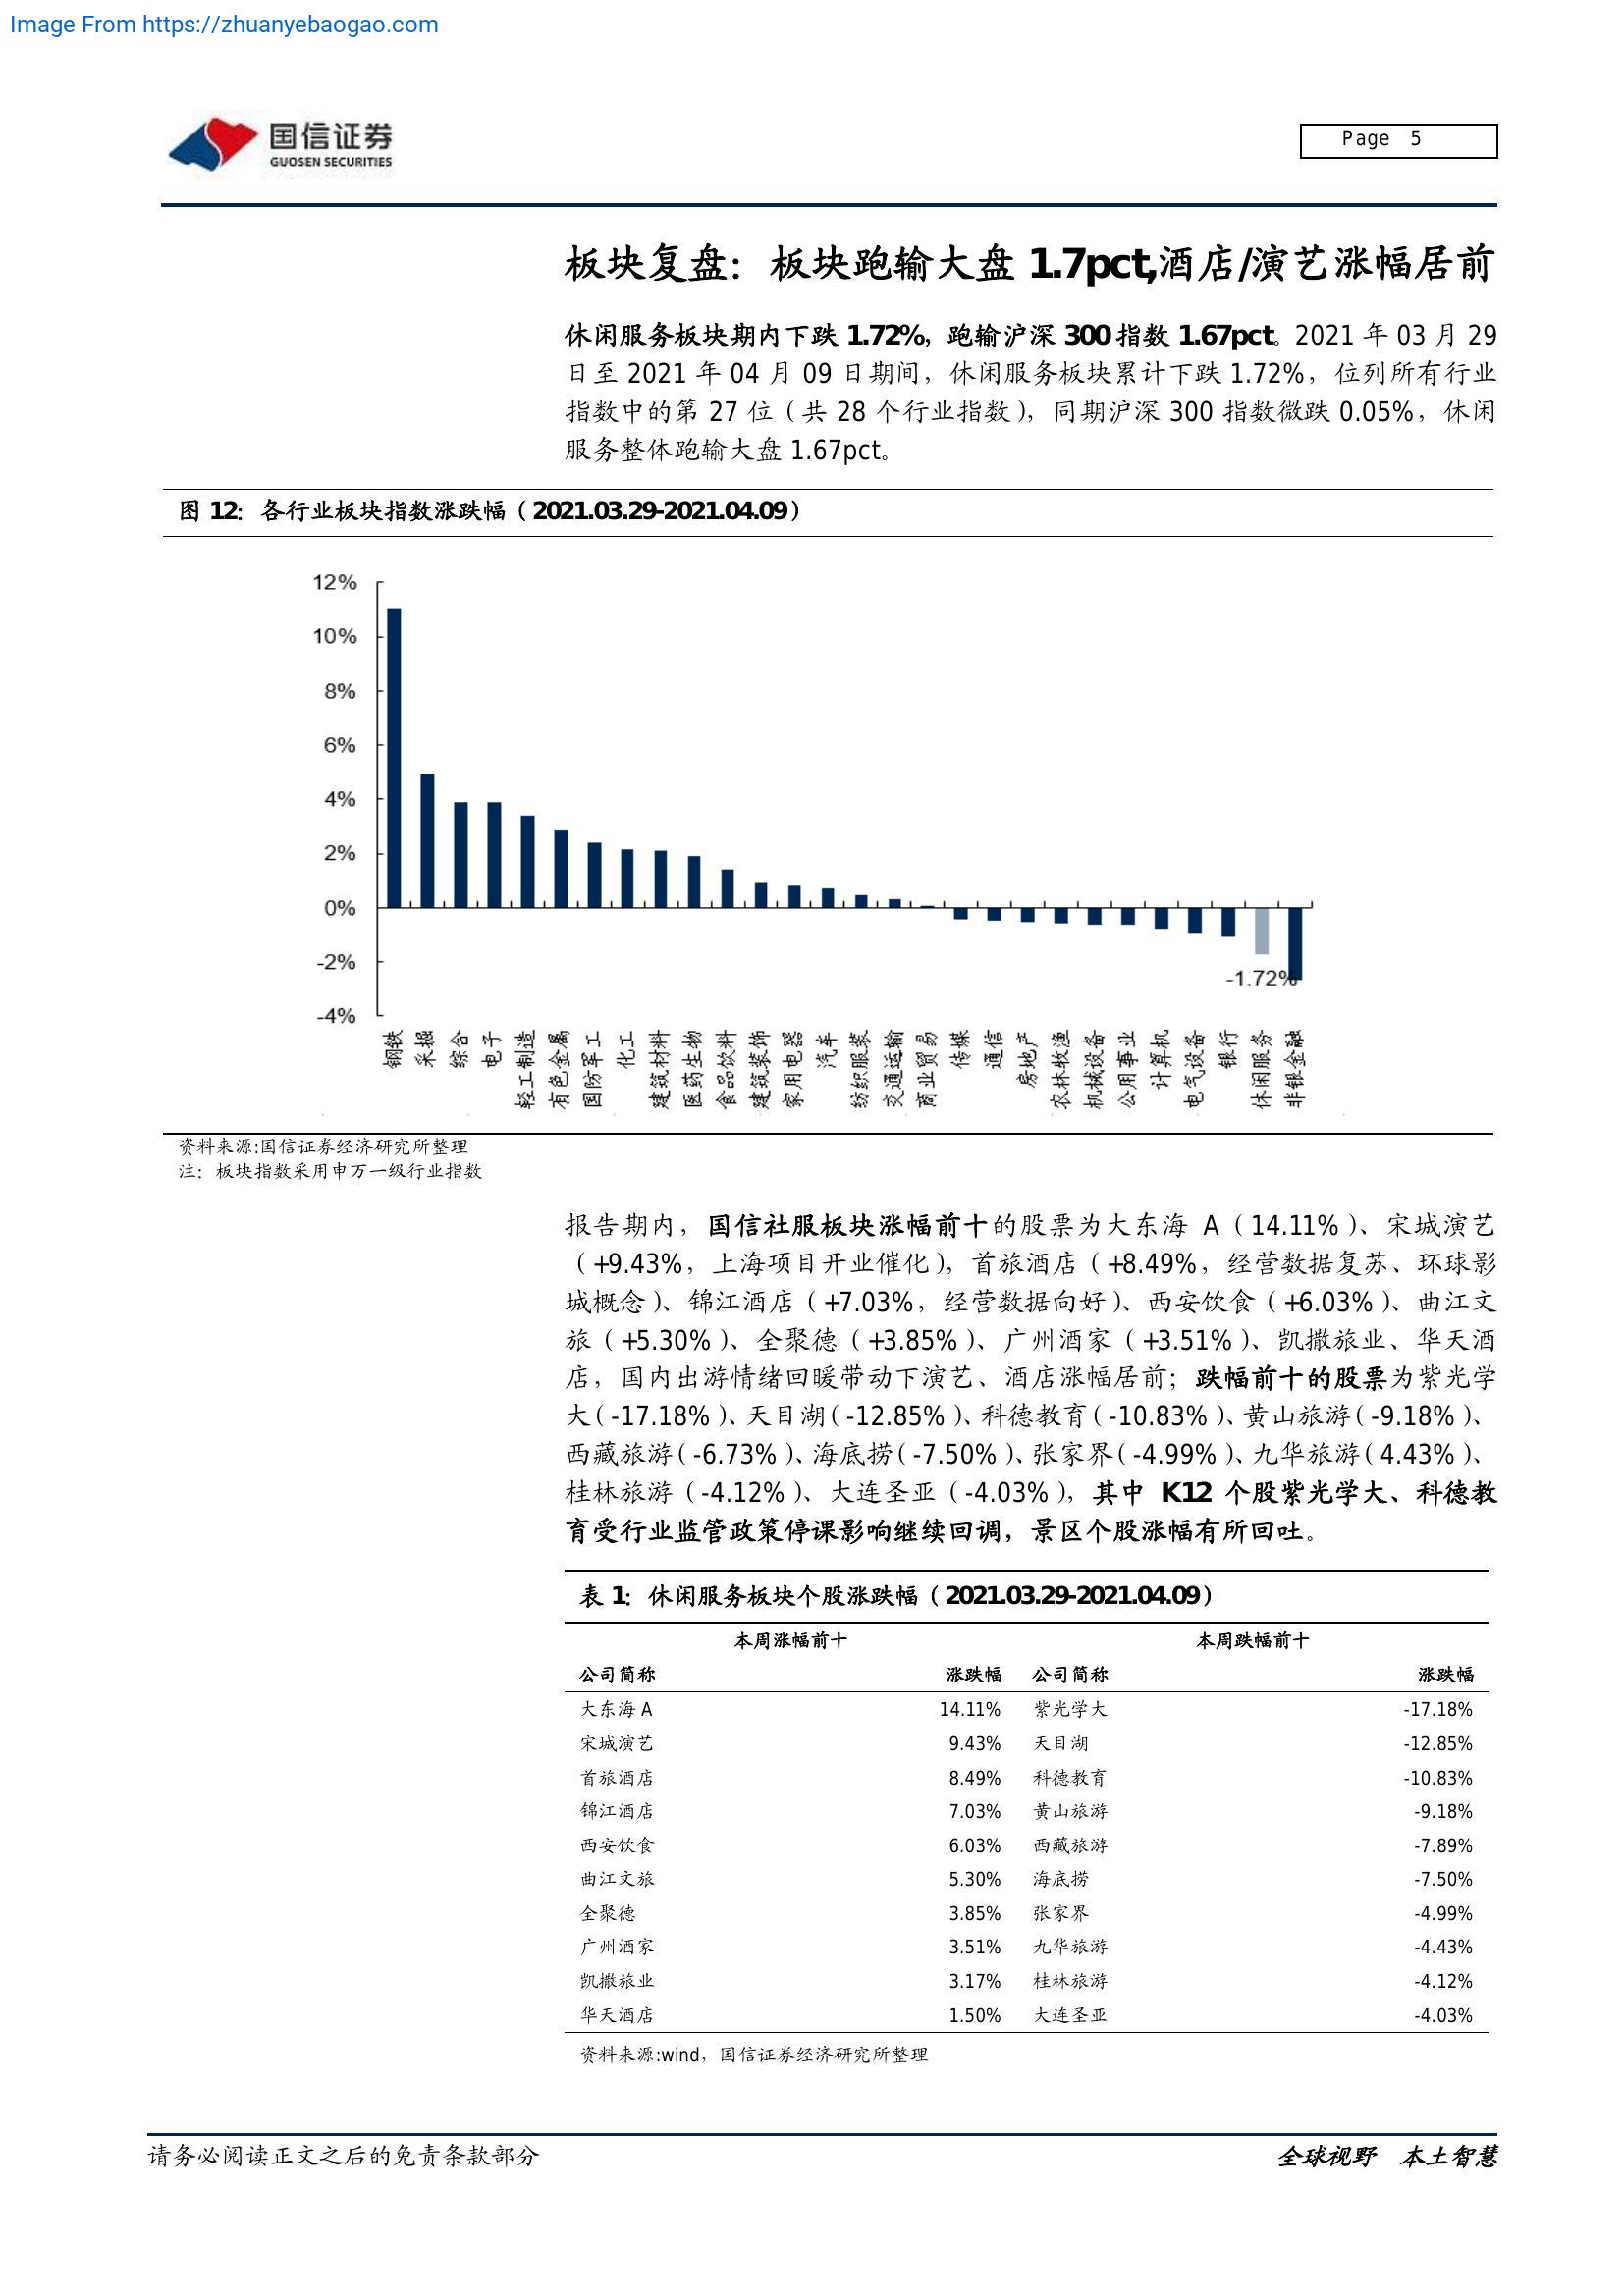 Image From https://zhuanyebaogao.com
国信证券
GUOSEN SECURITIES
Page 5
板块复盘：板块跑输大盘 1.7pct,酒店/演艺涨幅居前
休闲服务板块期内下跌 1.72%，跑输沪深 300 指数 1.67pct。2021 年 03 月 29
日至 2021 年 04 月 09 日期间，休闲服务板块累计下跌 1.72%，位列所有行业
指数中的第 27 位（共 28 个行业指数），同期沪深 300 指数微跌 0.05%，休闲
服务整体跑输大盘 1.67pct。
图 12：各行业板块指数涨跌幅（2021.03.29-2021.04.09）
12%
10%
8%
6%
4%
2%
0%
-2%
-4%
-1.72%
钢铁
采掘
综合
电子
轻工制造
有色金属
国防军工
化工
建筑材料
医药生物
食品饮料
建筑装饰
家用电器
汽车
纺织服装
交通运输
商业贸易
传媒
通信
房地产
农林牧渔
机械设备
公用事业
计算机
电气设备
银行
休闲服务
非银金融
资料来源:国信证券经济研究所整理
注：板块指数采用申万一级行业指数
报告期内，国信社服板块涨幅前十的股票为大东海 A（14.11%）、宋城演艺
（+9.43%，上海项目开业催化），首旅酒店（+8.49%，经营数据复苏、环球影
城概念）、锦江酒店（+7.03%，经营数据向好）、西安饮食（+6.03%）、曲江文
旅（+5.30%）、全聚德（+3.85%）、广州酒家（+3.51%）、凯撒旅业、华天酒
店，国内出游情绪回暖带动下演艺、酒店涨幅居前；跌幅前十的股票为紫光学
大（-17.18%）、天目湖（-12.85%）、科德教育（-10.83%）、黄山旅游（-9.18%）、
西藏旅游（-6.73%）、海底捞（-7.50%）、张家界（-4.99%）、九华旅游（4.43%）、
桂林旅游（-4.12%）、大连圣亚（-4.03%），其中 K12 个股紫光学大、科德教
育受行业监管政策停课影响继续回调，景区个股涨幅有所回吐。
表 1：休闲服务板块个股涨跌幅（2021.03.29-2021.04.09）
本周涨幅前十 本周跌幅前十
公司简称 涨跌幅 公司简称 涨跌幅
大东海 A 14.11% 紫光学大 -17.18%
宋城演艺 9.43% 天目湖 -12.85%
首旅酒店 8.49% 科德教育 -10.83%
锦江酒店 7.03% 黄山旅游 -9.18%
西安饮食 6.03% 西藏旅游 -7.89%
曲江文旅 5.30% 海底捞 -7.50%
全聚德 3.85% 张家界 -4.99%
广州酒家 3.51% 九华旅游 -4.43%
凯撒旅业 3.17% 桂林旅游 -4.12%
华天酒店 1.50% 大连圣亚 -4.03%
资料来源:wind，国信证券经济研究所整理
请务必阅读正文之后的免责条款部分
全球视野 本土智慧